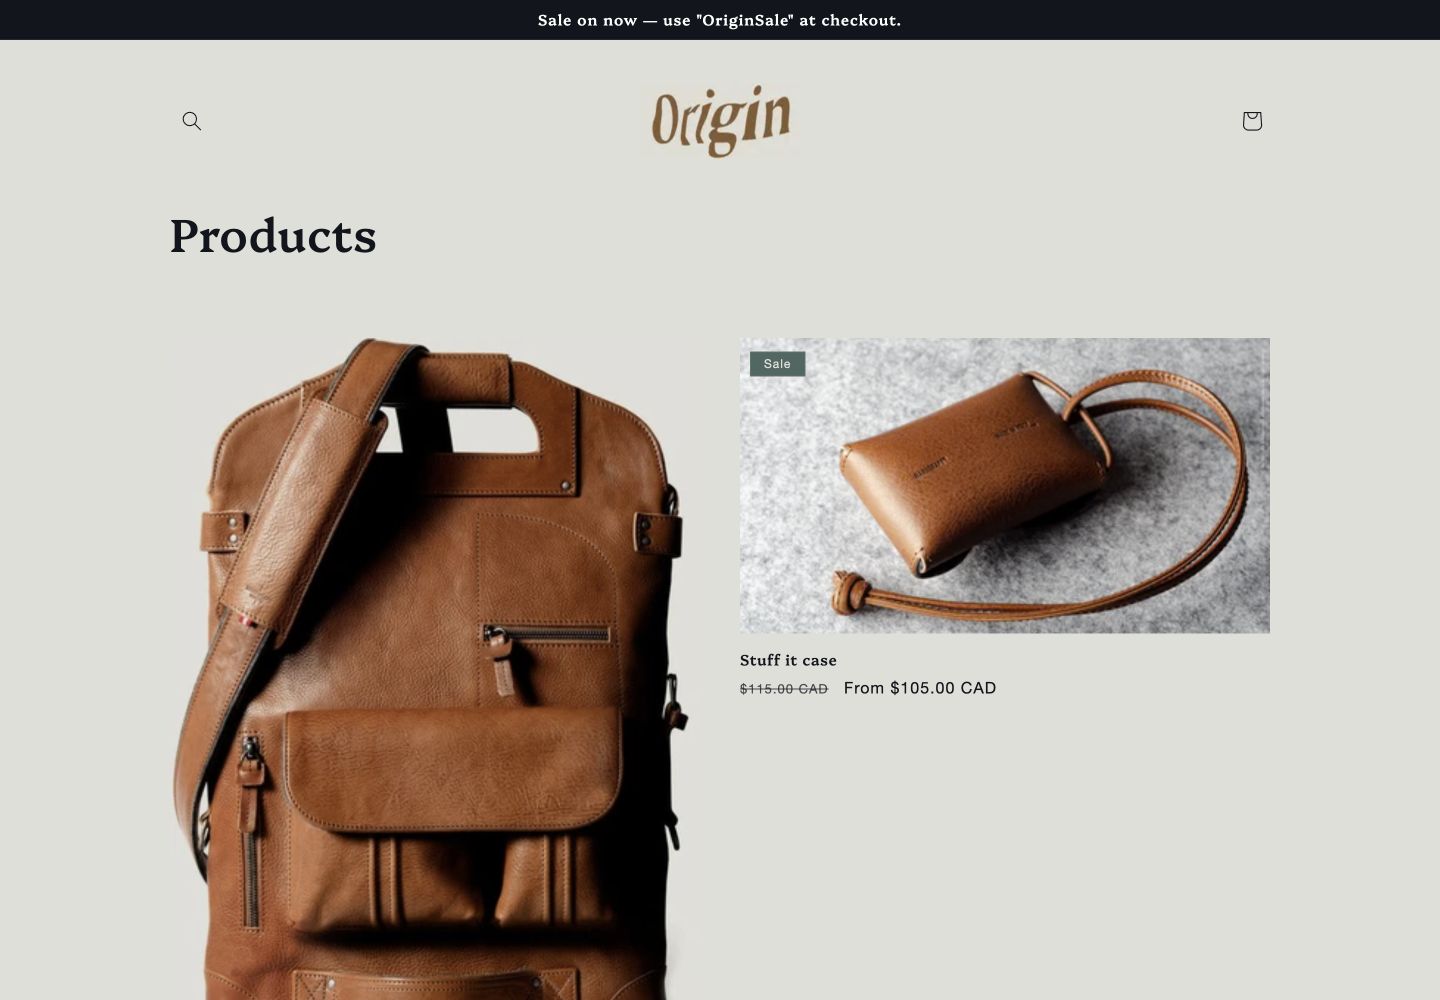 Sale on now — use "OriginSale" at checkout.
Origin
Products
Sale
Stuff it case
$115.00 CAD From $105.00 CAD